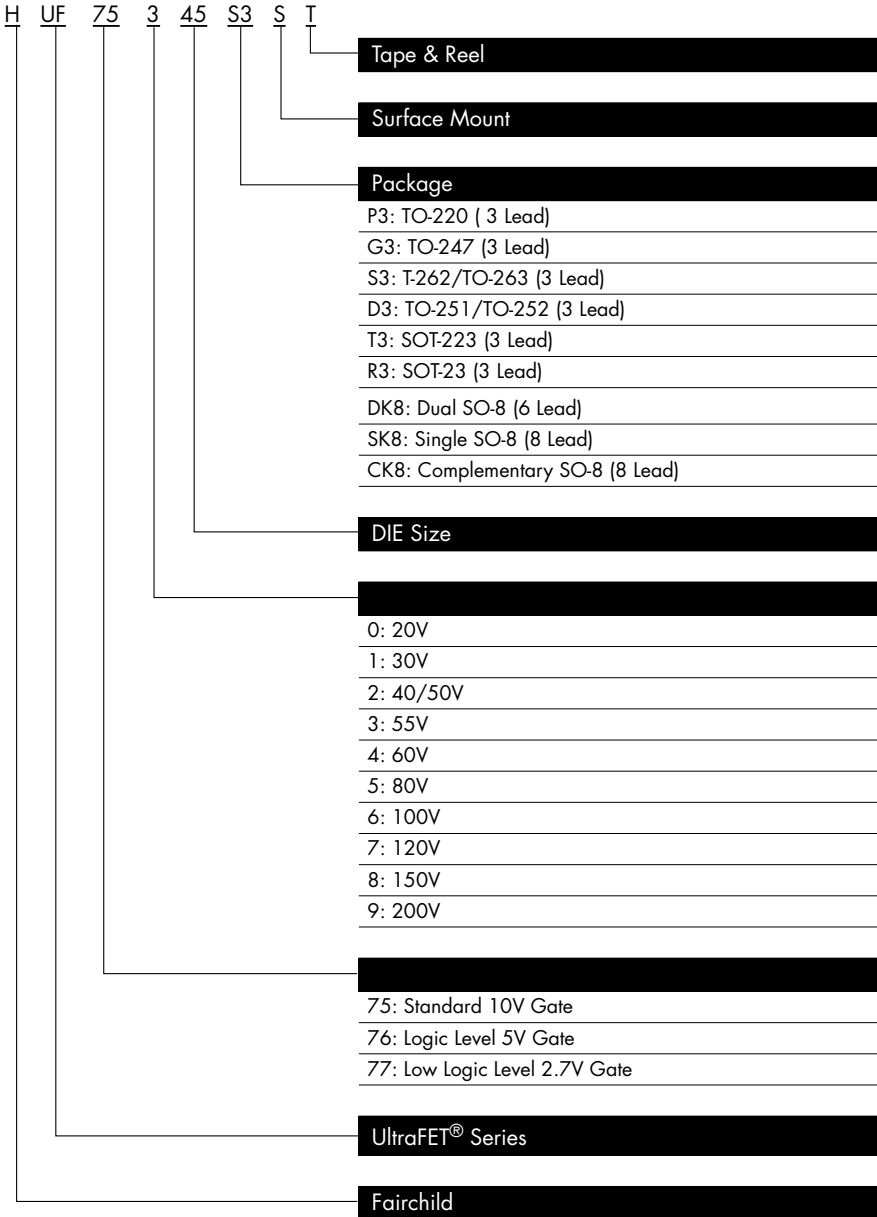 H UF 75 3 45 S3 S T
Tape & Reel
Surface Mount
Package
P3: TO-220 ( 3 Lead)
G3: TO-247 (3 Lead)
S3: T-262/TO-263 (3 Lead)
D3: TO-251/TO-252 (3 Lead)
T3: SOT-223 (3 Lead)
R3: SOT-23 (3 Lead)
DK8: Dual SO-8 (6 Lead)
SK8: Single SO-8 (8 Lead)
CK8: Complementary SO-8 (8 Lead)
DIE Size
0: 20V
1: 30V
2: 40/50V
3: 55V
4: 60V
5: 80V
6: 100V
7: 120V
8: 150V
9: 200V
75: Standard 10V Gate
76: Logic Level 5V Gate
77: Low Logic Level 2.7V Gate
UltraFET® Series
Fairchild